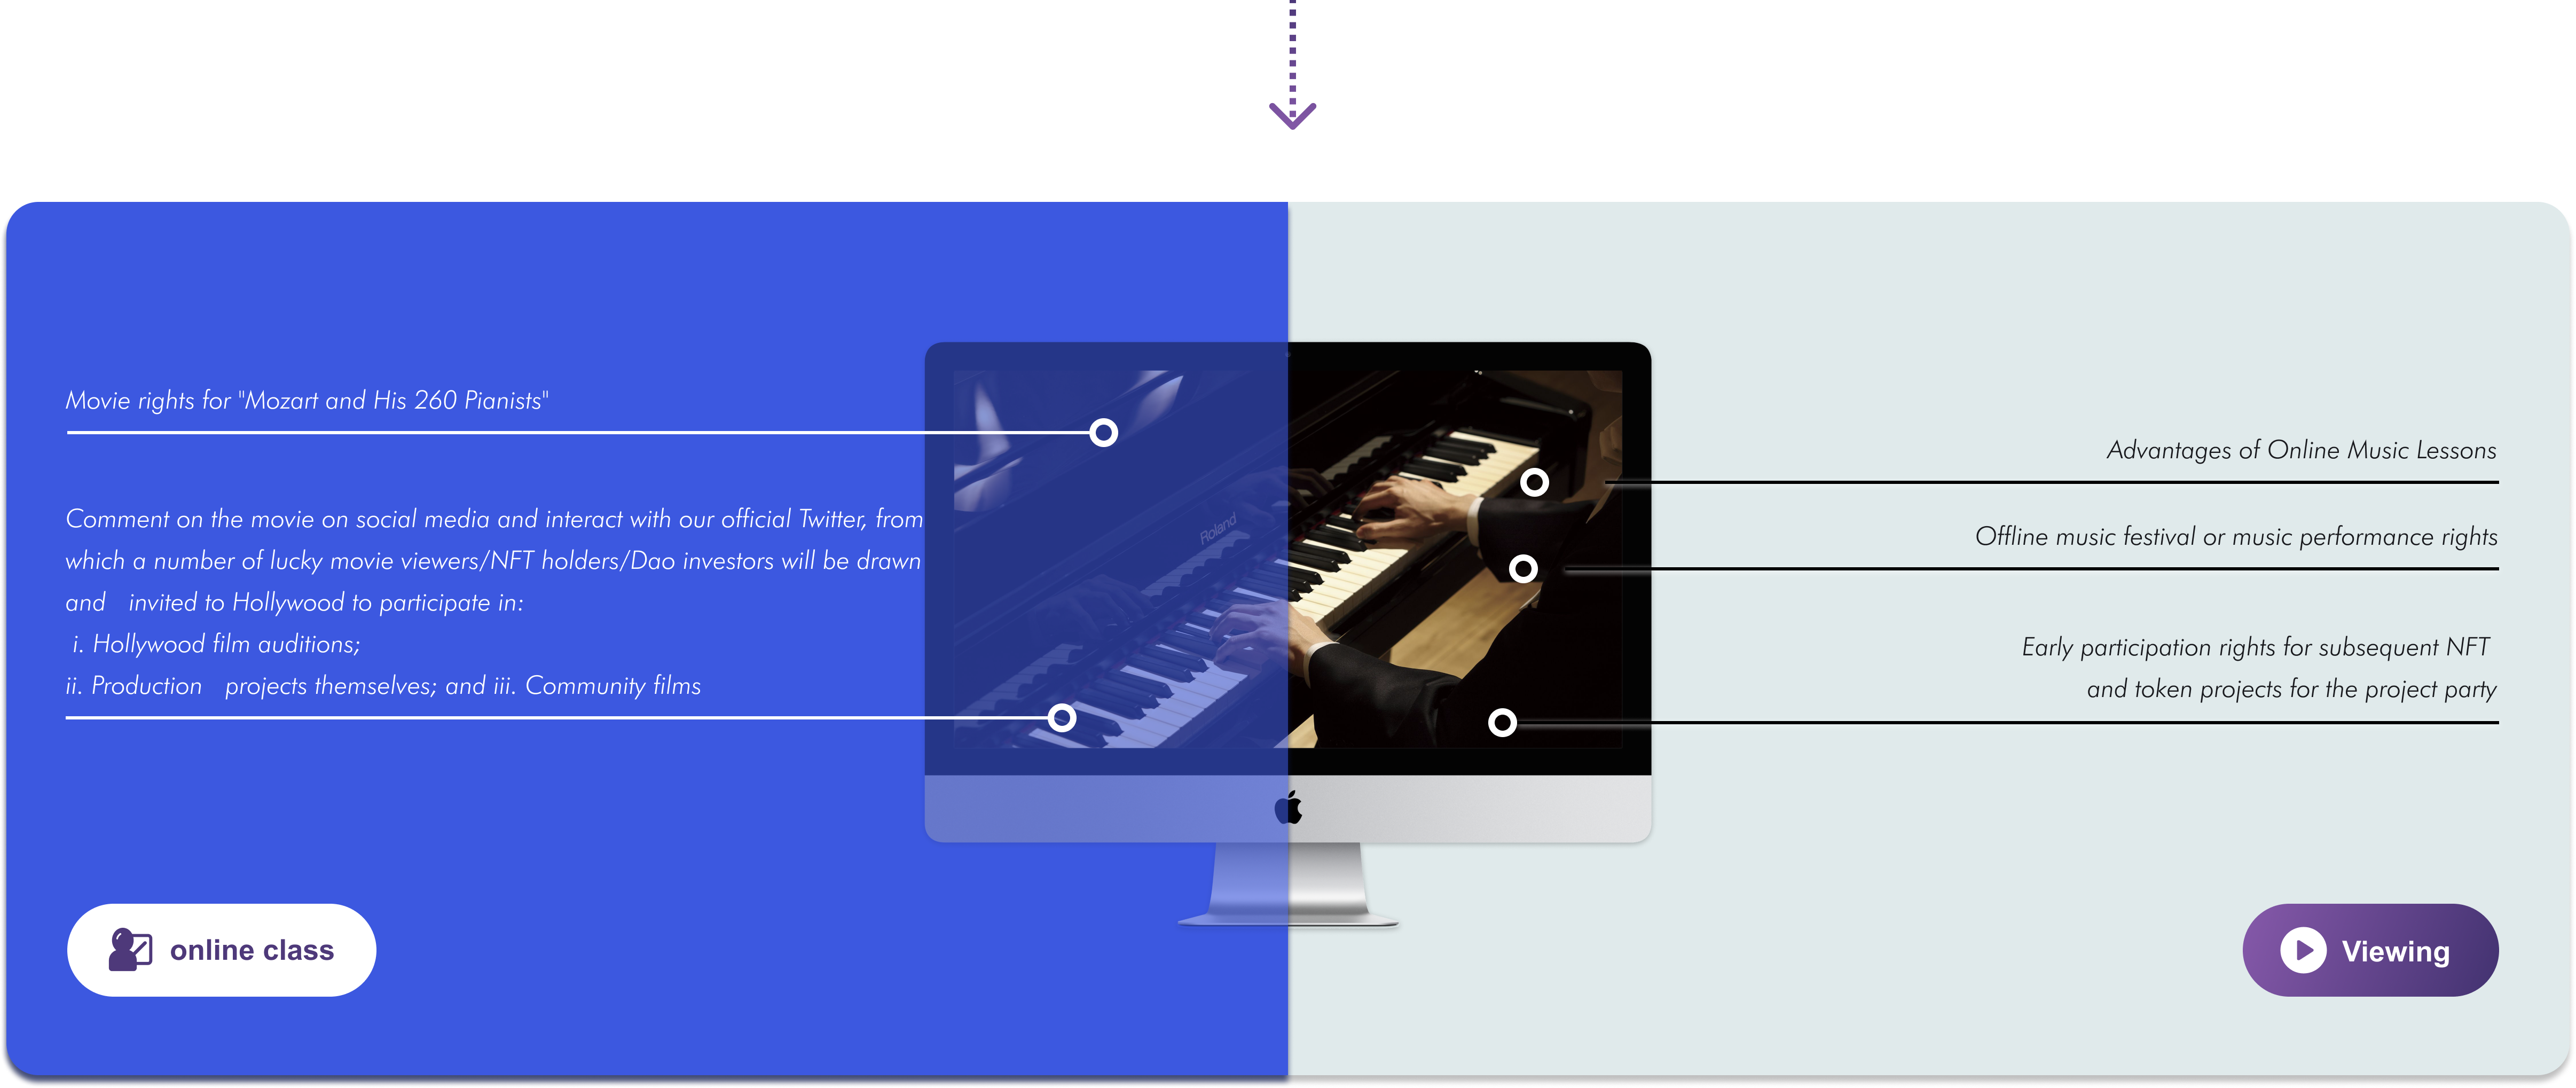 Movie rights for "Mozart and His 260 Pianists"
Comment on the movie on social media and interact with our official Twitter, from
which a number of lucky movie viewers/NFT holders/Dao investors will be drawn
and invited to Hollywood to participate in:
i. Hollywood film auditions;
ii. Production projects themselves; and iii. Community films
online class
Roland
Advantages of Online Music Lessons
Offline music festival or music performance rights
Early participation rights for subsequent NFT
and token projects for the project party
Viewing